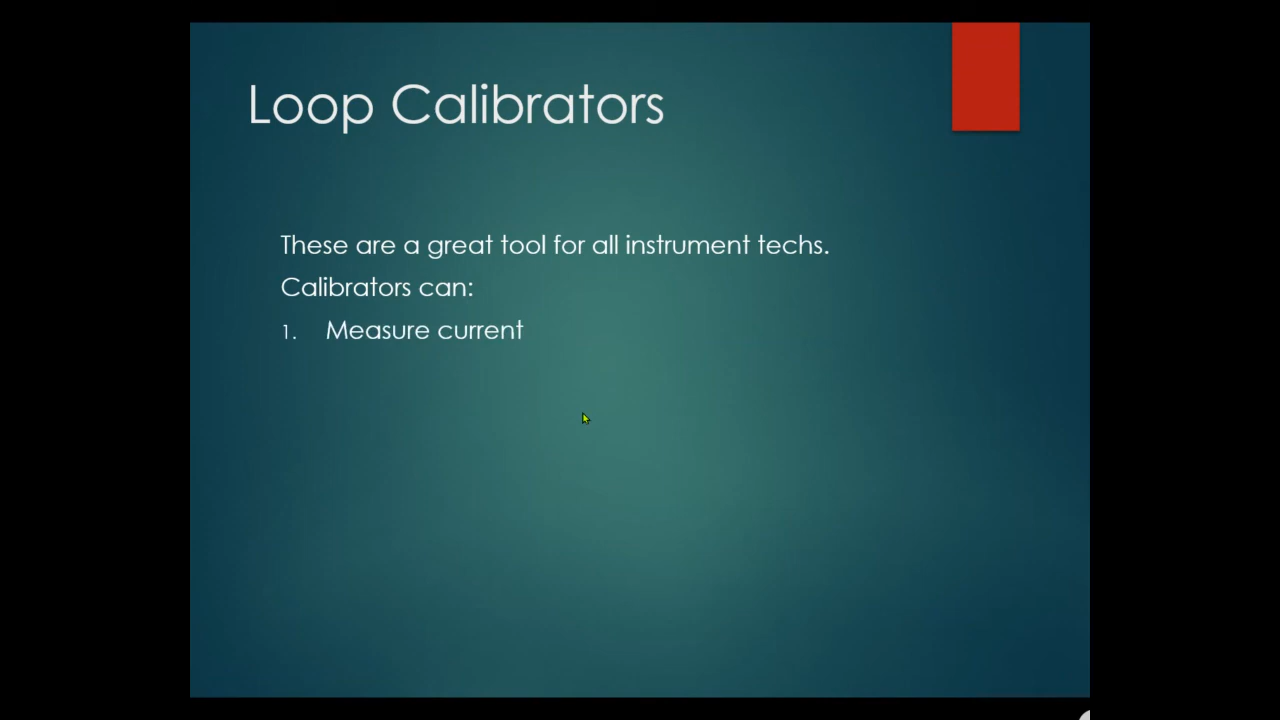 Loop Calibrators
These are a great tool for all instrument techs.
Calibrators can:
1. Measure current